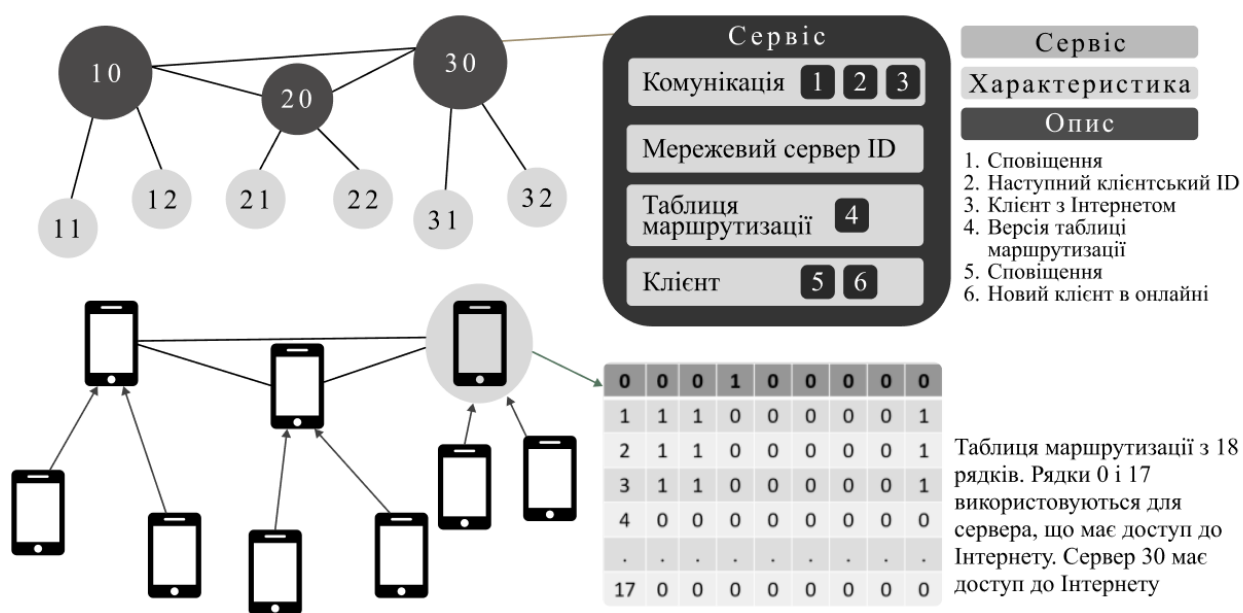 10
20
30
11
12
21
22
31
32
Сервіс
Комунікація 1 2 3
Мережевий сервер ID
Таблиця
маршрутизації 4
Клієнт 5 6
Сервіс
Характеристика
Опис
1. Сповіщення
2. Наступний клієнтський ID
3. Клієнт з Інтернетом
4. Версія таблиці
маршрутизації
5. Сповіщення
6. Новий клієнт в онлайні
0 0 0 1 0 0 0 0 0
1 1 1 0 0 0 0 0 1
2 1 1 0 0 0 0 0 1
3 1 1 0 0 0 0 0 1
4 0 0 0 0 0 0 0 0
. . . . . . . . .
17 0 0 0 0 0 0 0 0
Таблиця маршрутизації з 18
рядків. Рядки 0 і 17
використовуються для
сервера, що має доступ до
Інтернету. Сервер 30 має
доступ до Інтернету